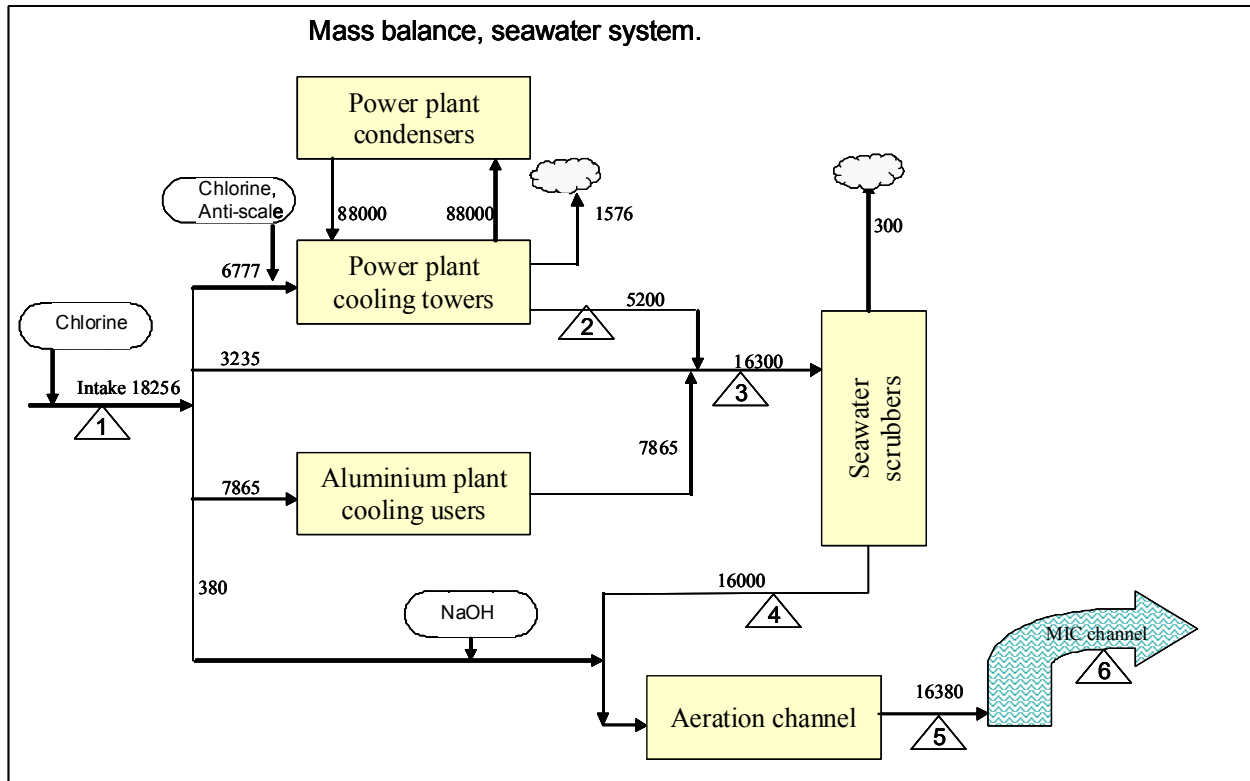 Mass balance, seawater system.
Power plant
condensers
Chlorine,
Anti-scale
88000
88000
1576
300
6777
Power plant
cooling towers
5200
2
Chlorine
3235
16300
3
Intake 18256
1
Seawater
scrubbers
7865
7865
Aluminium plant
cooling users
380
NaOH
16000
4
MIC channel
6
Aeration channel
16380
5